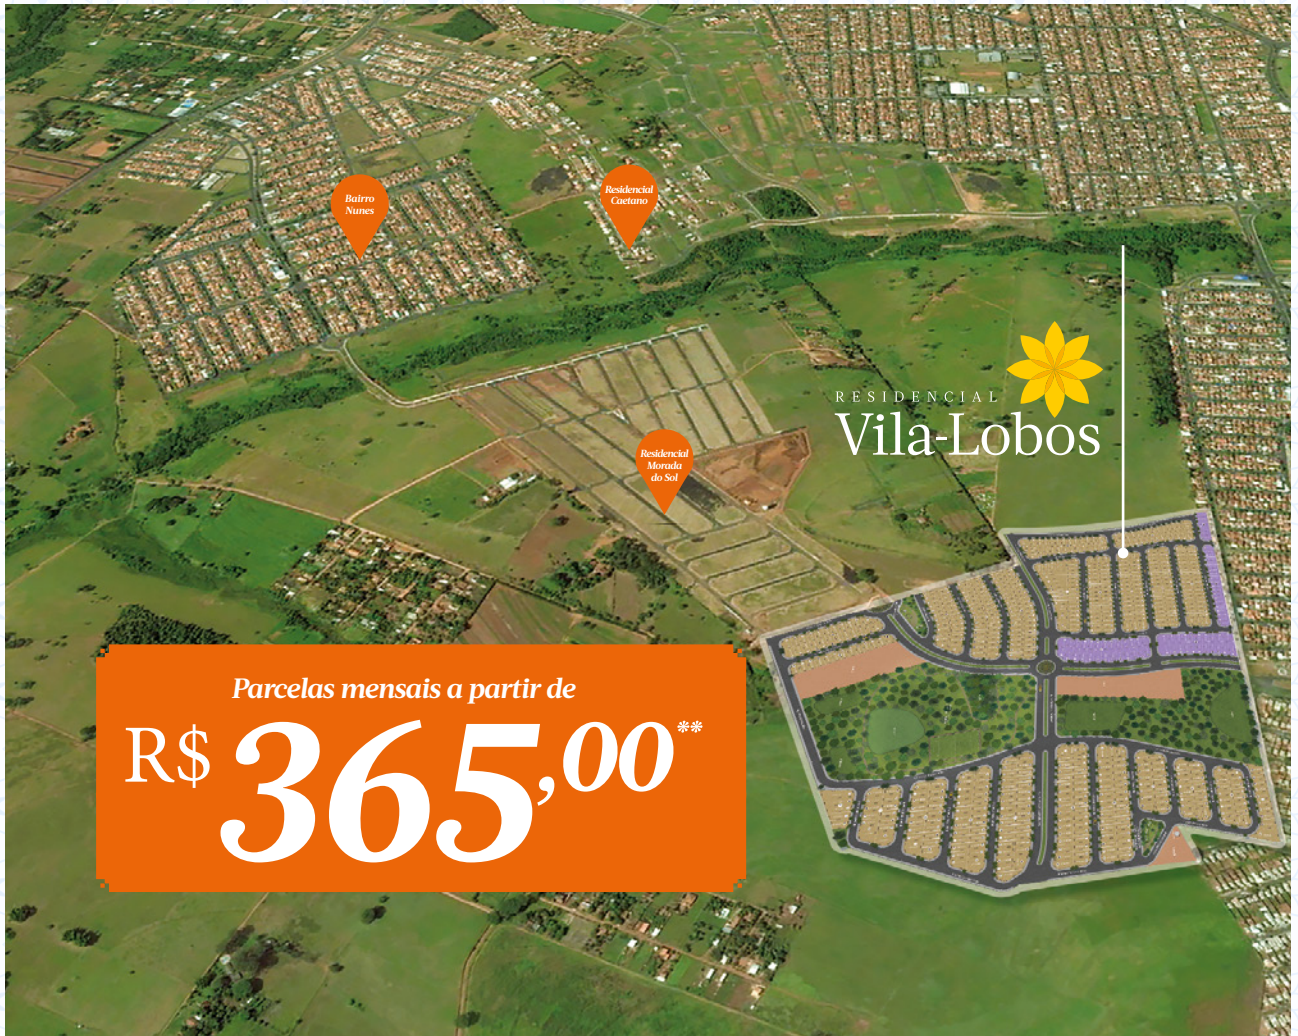 Bairro
Nunes
Residencial
Caetano
RESIDENCIAL
Vila-Lobos
Residencial
Morada
do Sol
Parcelas mensais a partir de
R$ 365,00**